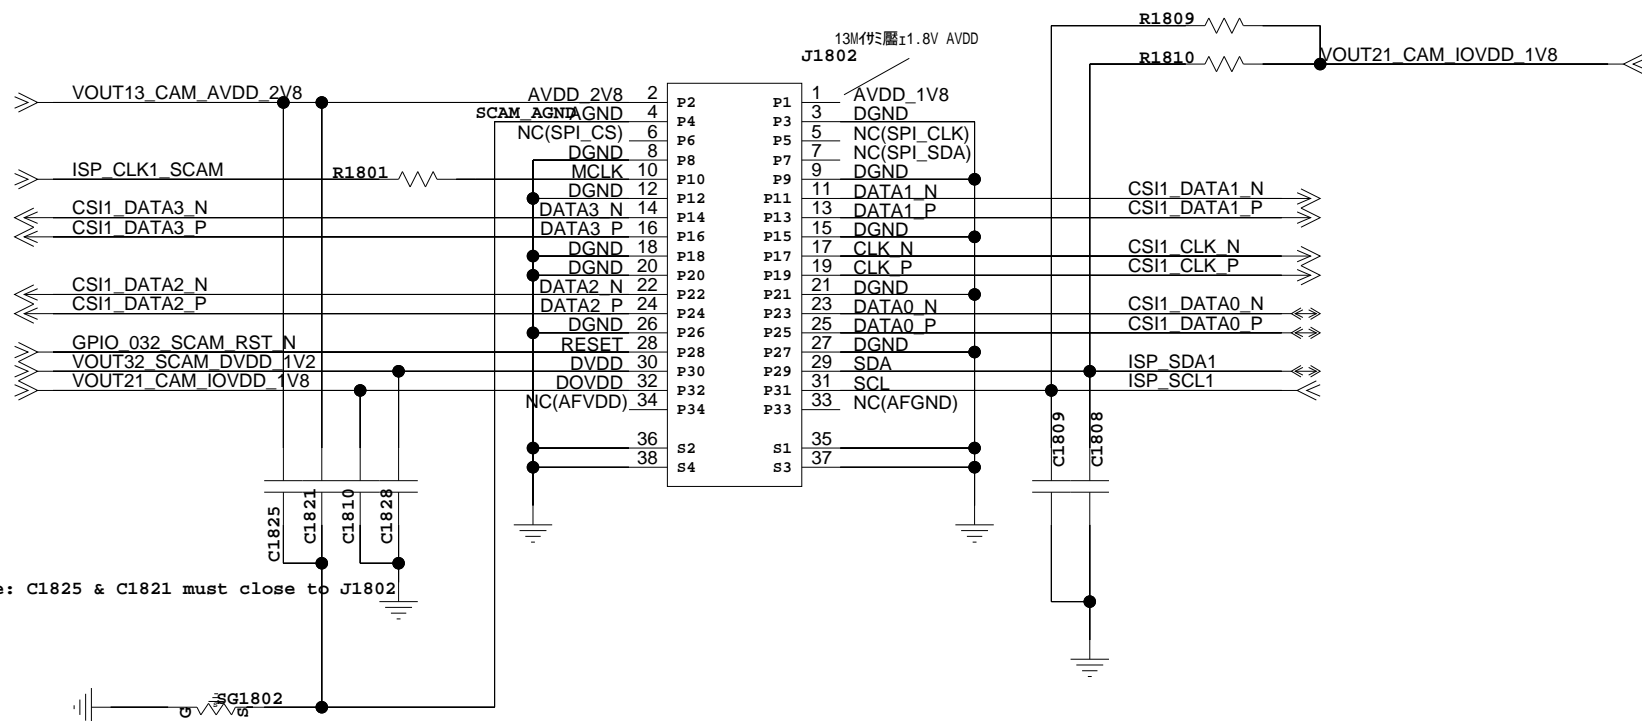 R1809
13M
1.8V AVDD
J1802
R1810
VOUT21_CAM_IOVDD_1V8
VOUT13_CAM_AVDD_2V8
AVDD_2V8 2 P2 P1 1 AVDD_1V8
SCAM_AGND AGND 4 P4 P3 3 DGND
NC(SPI_CS) 6 P6 P5 5 NC(SPI_CLK)
DGND 8 P8 P7 7 NC(SPI_SDA)
ISP_CLK1_SCAM R1801 MCLK 10 P10 P9 9 DGND
DGND 12 P12 P11 11 DATA1_N CSI1_DATA1_N
CSI1_DATA3_N DATA3_N 14 P14 P13 13 DATA1_P CSI1_DATA1_P
CSI1_DATA3_P DATA3_P 16 P16 P15 15 DGND
DGND 18 P18 P17 17 CLK_N CSI1_CLK_N
DGND 20 P20 P19 19 CLK_P CSI1_CLK_P
CSI1_DATA2_N DATA2_N 22 P22 P21 21 DGND
CSI1_DATA2_P DATA2_P 24 P24 P23 23 DATA0_N CSI1_DATA0_N
DGND 26 P26 P25 25 DATA0_P CSI1_DATA0_P
GPIO_032_SCAM_RST_N RESET 28 P28 P27 27 DGND
VOUT32_SCAM_DVDD_1V2 DVDD 30 P30 P29 29 SDA ISP_SDA1
VOUT21_CAM_IOVDD_1V8 DOVDD 32 P32 P31 31 SCL ISP_SCL1
NC(AFVDD) 34 P34 P33 33 NC(AFGND)
36 S2 S1 35
38 S4 S3 37
C1809
C1808
C1825
C1821
C1810
C1828
e: C1825 & C1821 must close to J1802
SG1802
G
S